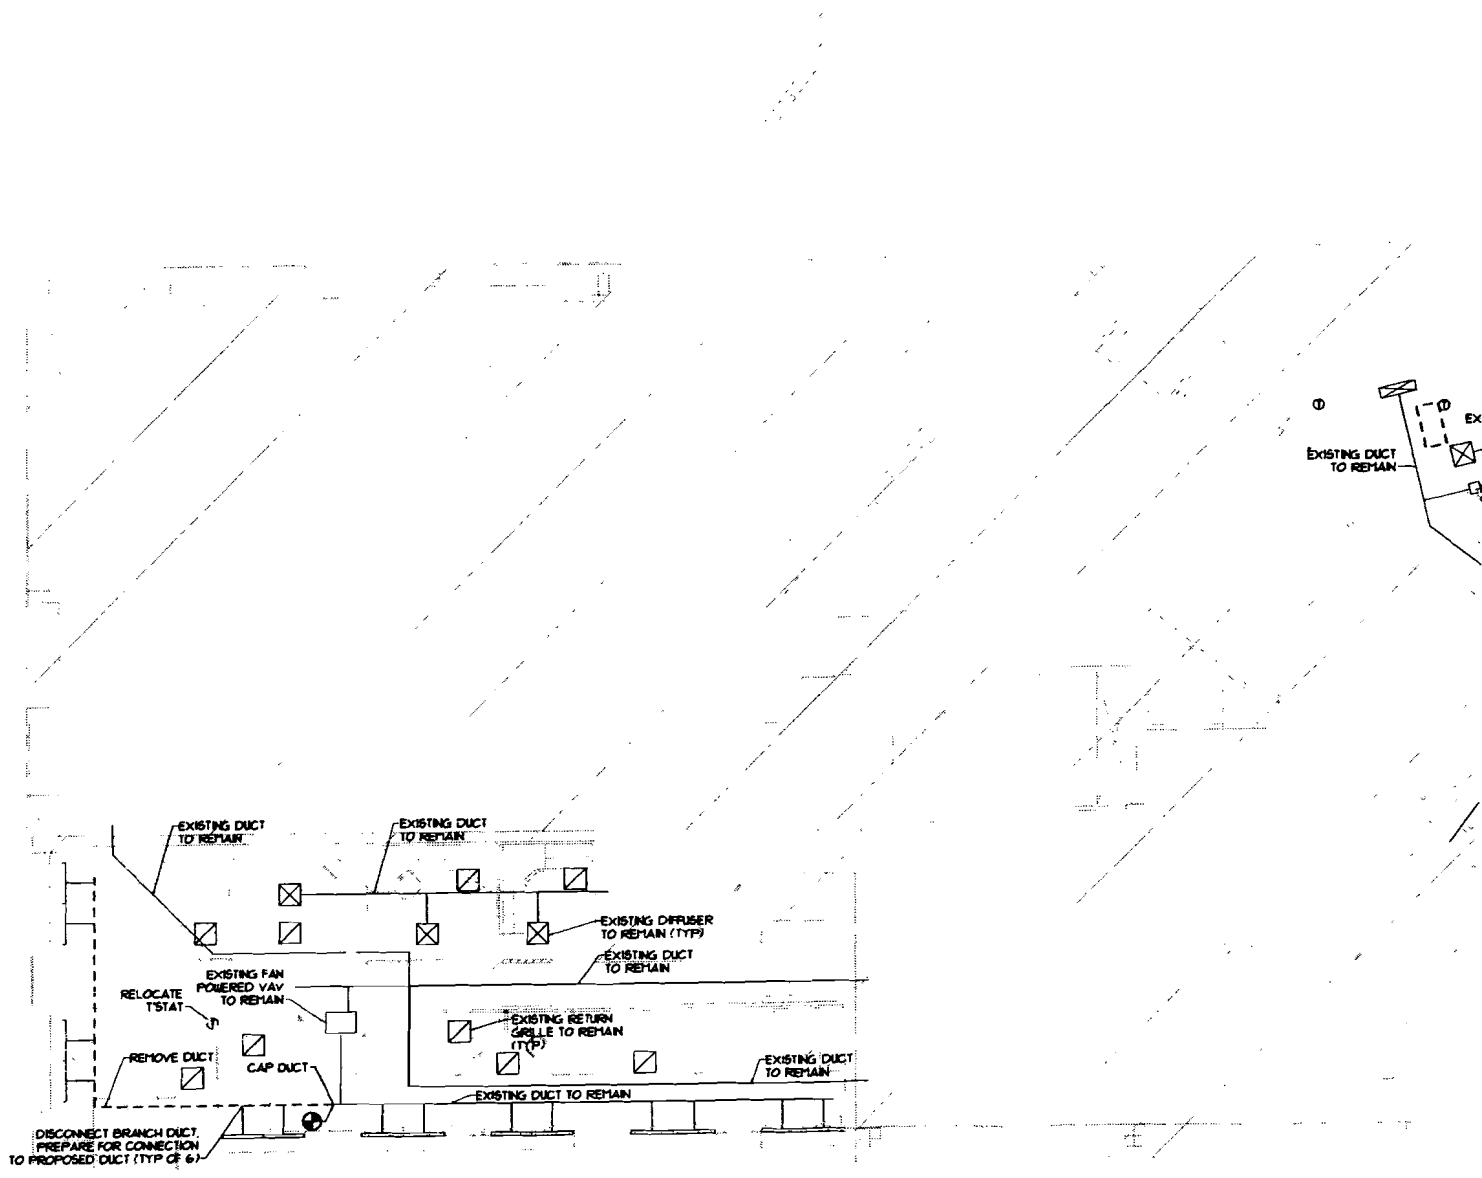 EXISTING DUCT
TO REMAIN
EXISTING DUCT
TO REMAIN
EXISTING DUCT
TO REMAIN
EXISTING DIFFUSER
TO REMAIN (TYP)
EXISTING DUCT
TO REMAIN
EXISTING FAN
POWERED VAV
TO REMAIN
RELOCATE
T'STAT
EXISTING RETURN
GRILLE TO REMAIN
(TYP)
REMOVE DUCT
CAP DUCT
EXISTING DUCT
TO REMAIN
EXISTING DUCT TO REMAIN
DISCONNECT BRANCH DUCT.
PREPARE FOR CONNECTION
TO PROPOSED DUCT (TYP OF 6)